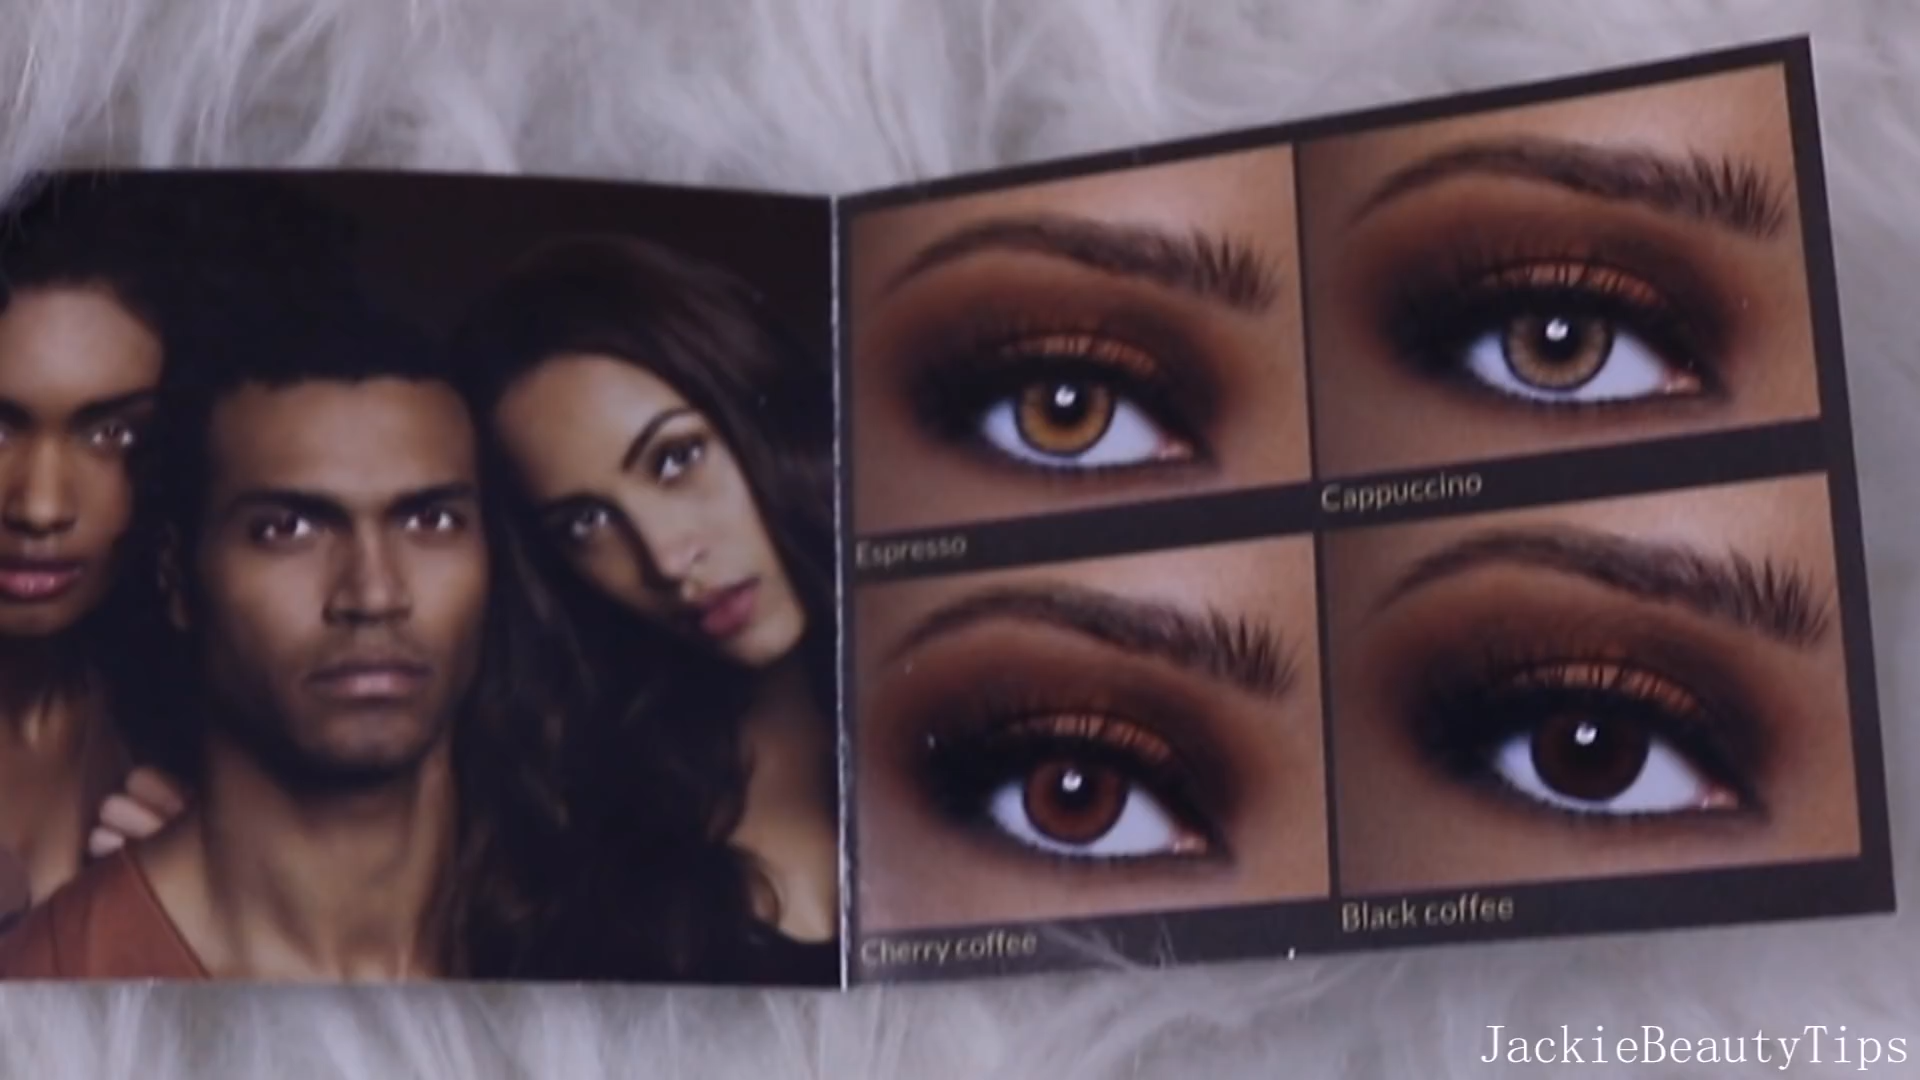 Espresso
Cappuccino
Cherry coffee
Black coffee
JackieBeautyTips